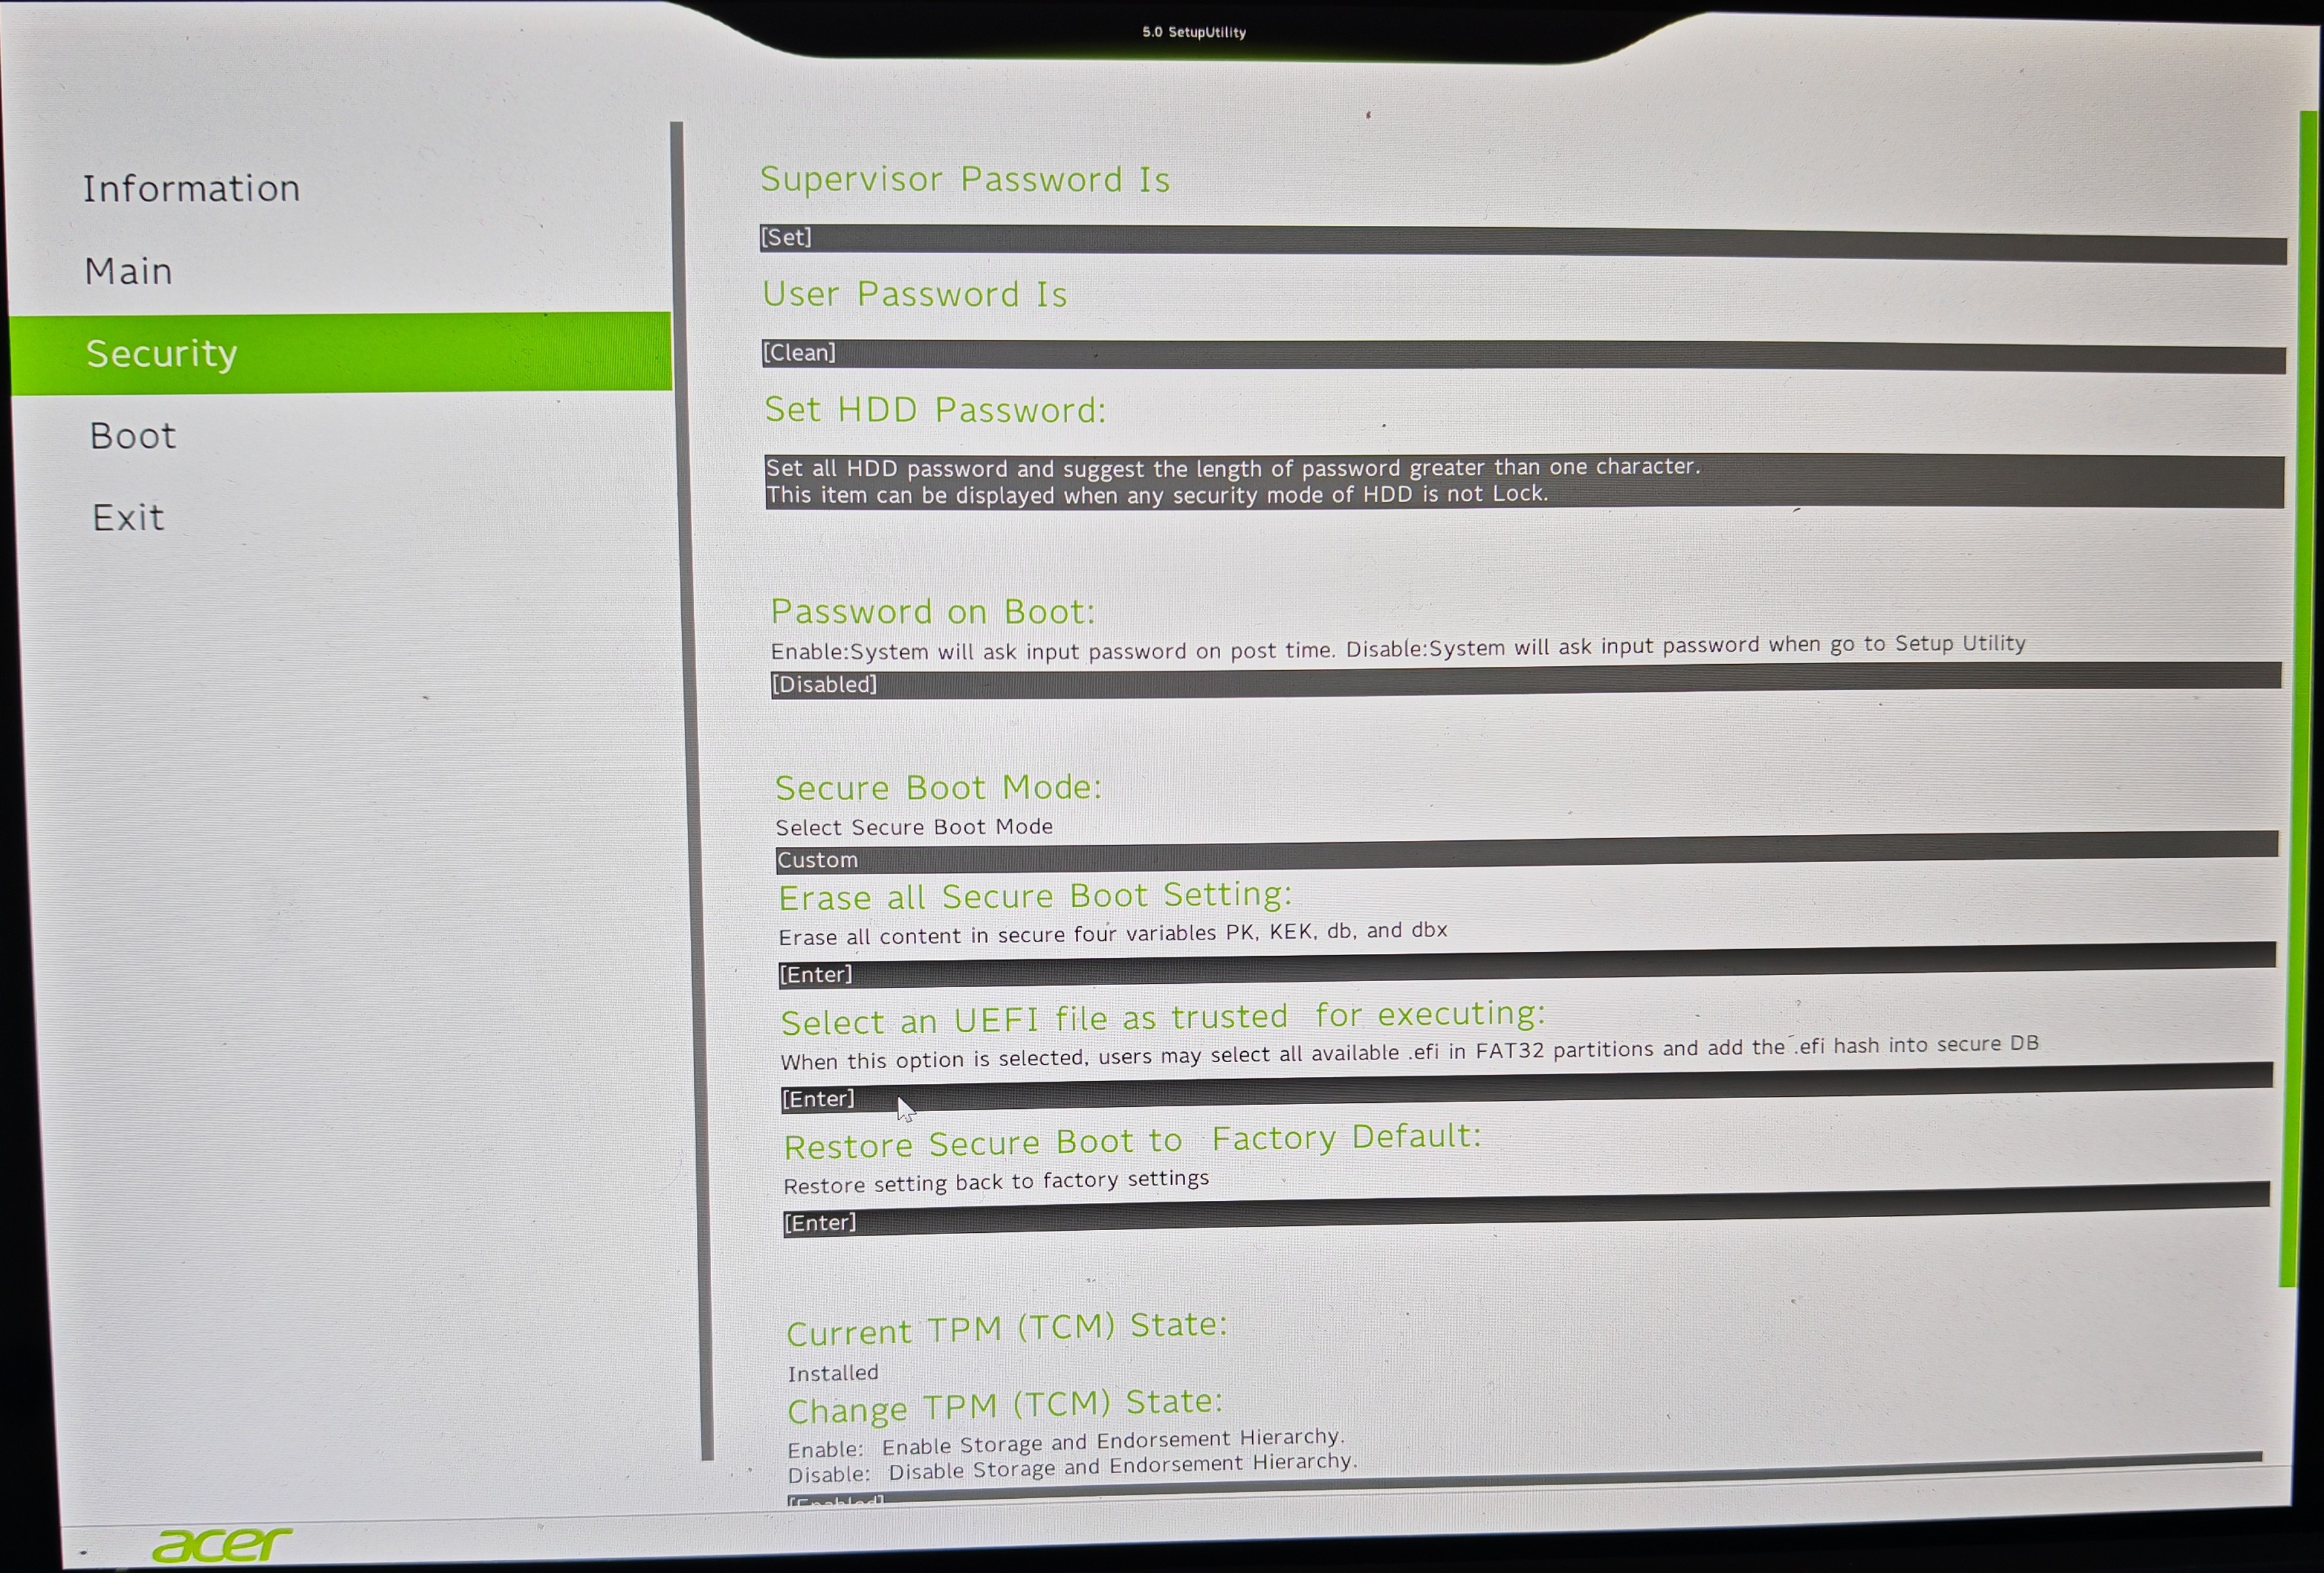 5.0 SetupUtility
Information
Main
Security
Boot
Exit
Supervisor Password Is
[Set]
User Password Is
[Clean]
Set HDD Password:
Set all HDD password and suggest the length of password greater than one character.
This item can be displayed when any security mode of HDD is not Lock.
Password on Boot:
Enable:System will ask input password on post time. Disable:System will ask input password when go to Setup Utility
[Disabled]
Secure Boot Mode:
Select Secure Boot Mode
Custom
Erase all Secure Boot Setting:
Erase all content in secure four variables PK, KEK, db, and dbx
[Enter]
Select an UEFI file as trusted for executing:
When this option is selected, users may select all available .efi in FAT32 partitions and add the .efi hash into secure DB
[Enter]
Restore Secure Boot to Factory Default:
Restore setting back to factory settings
[Enter]
Current TPM (TCM) State:
Installed
Change TPM (TCM) State:
Enable: Enable Storage and Endorsement Hierarchy.
Disable: Disable Storage and Endorsement Hierarchy.
[Enabled]
acer